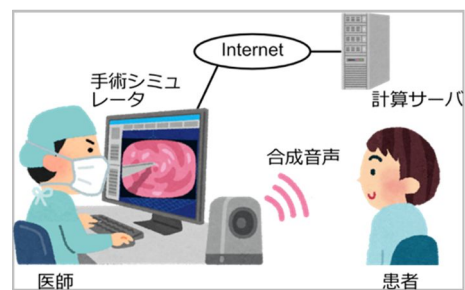 Internet
手術シミュ
レータ
計算サーバ
合成音声
医師
患者